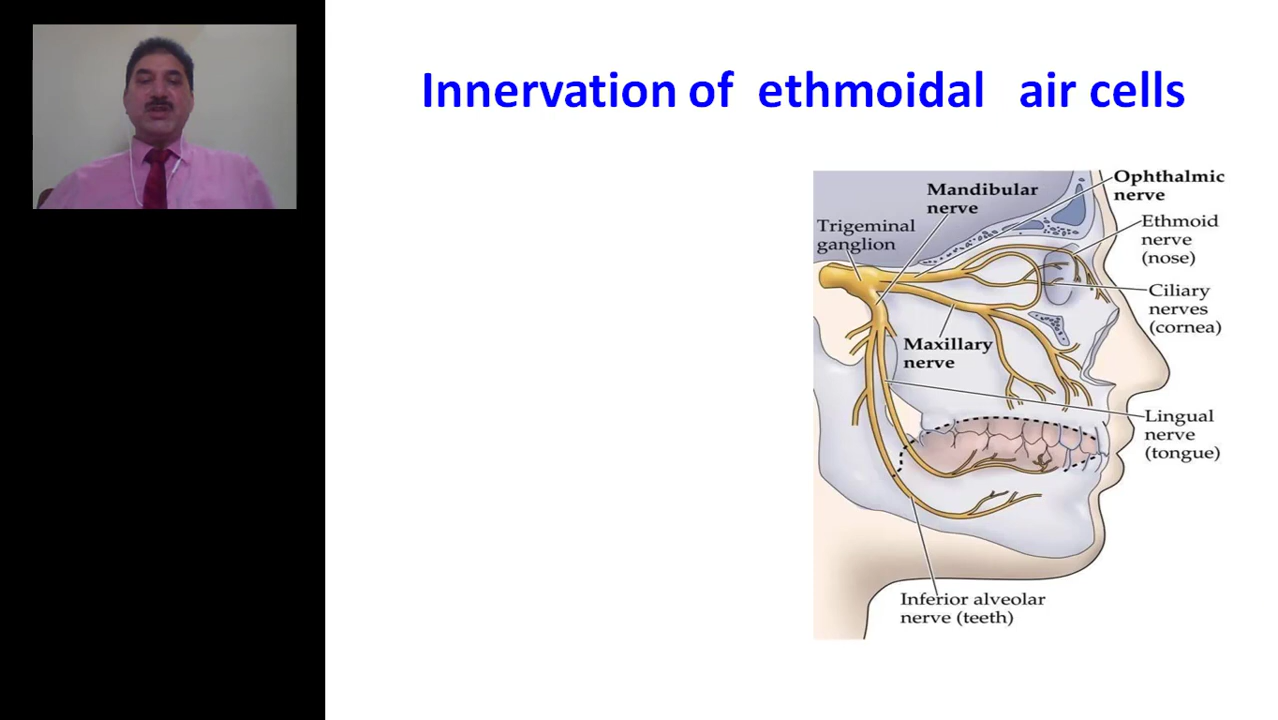 Innervation of ethmoidal air cells
Ophthalmic
nerve
Mandibular
nerve
Trigeminal
ganglion
Ethmoid
nerve
(nose)
Ciliary
nerves
(cornea)
Maxillary
nerve
Lingual
nerve
(tongue)
Inferior alveolar
nerve (teeth)